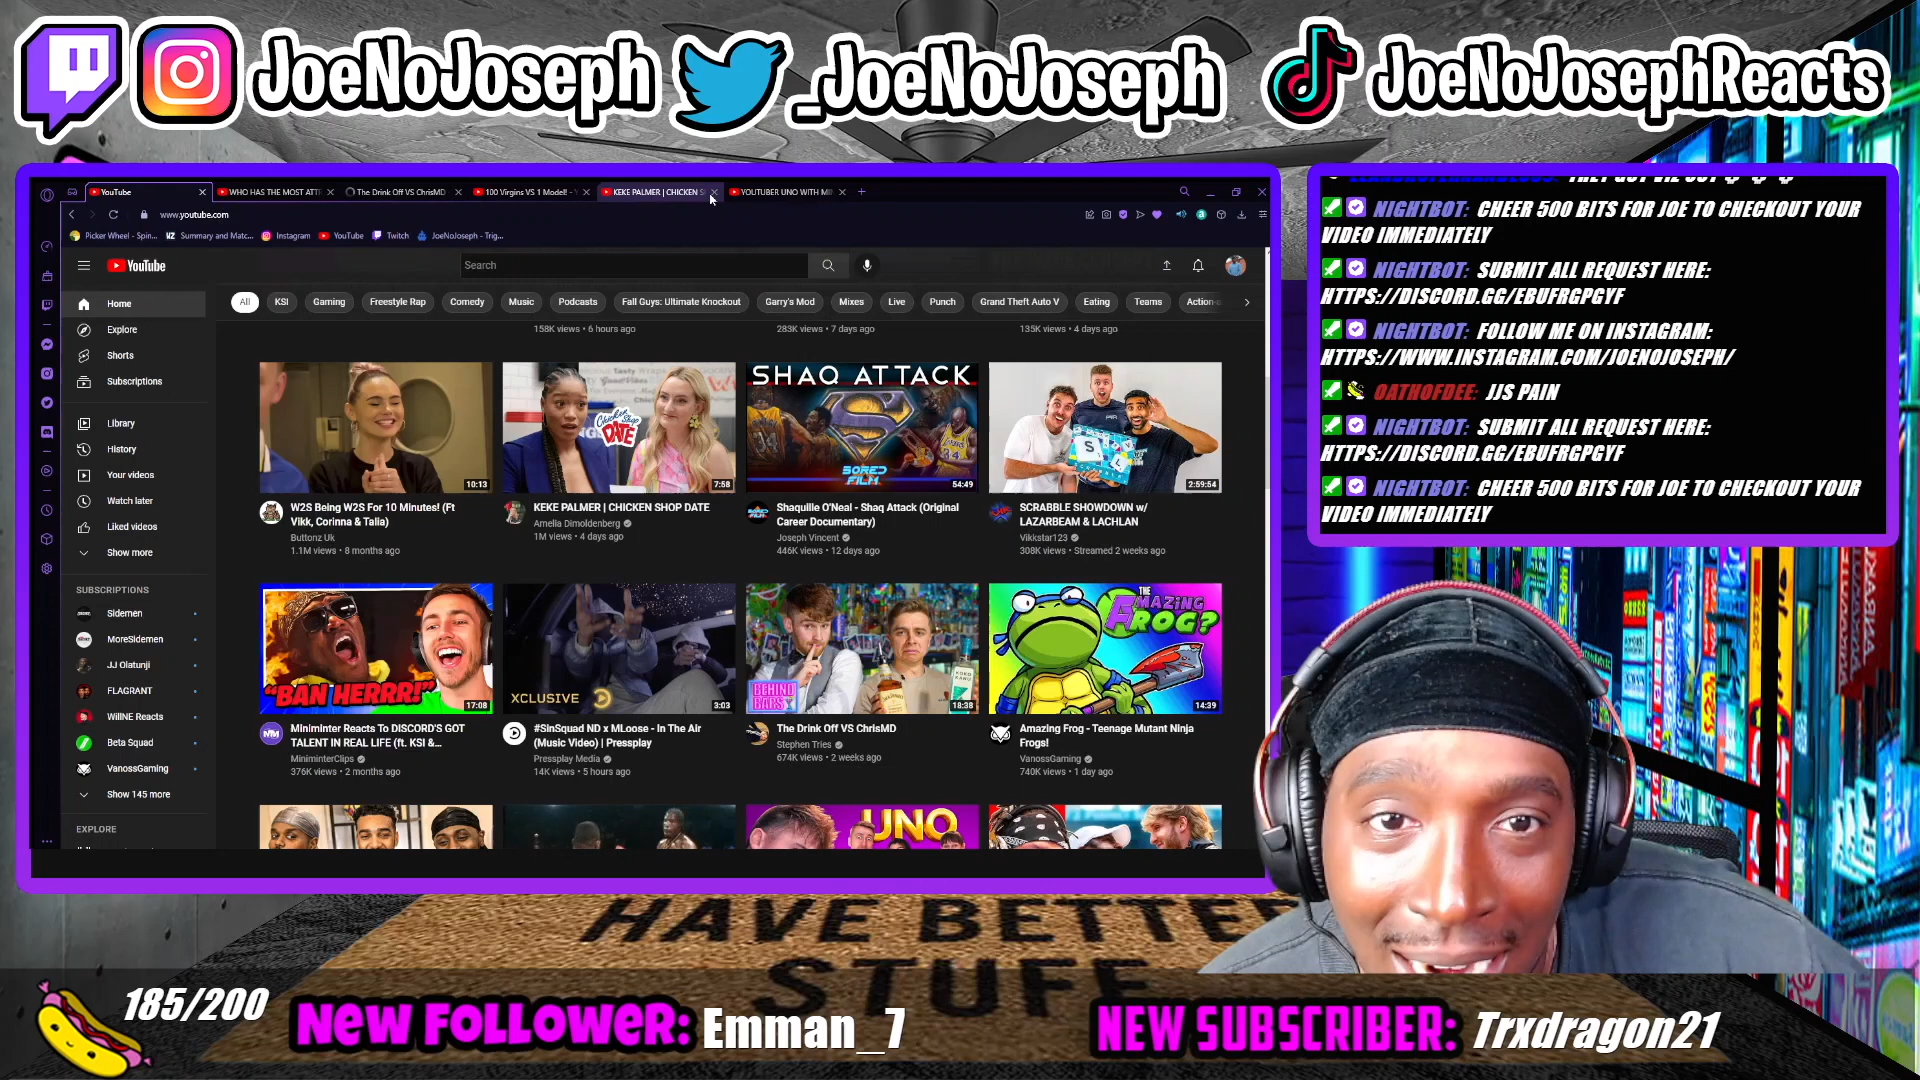 JoeNoJoseph
_JoeNoJoseph
JoeNoJosephReacts
YouTube
WHO HAS THE MOST ATT
The Drink Off VS ChrisMD
100 Virgins VS 1 Model! - Y
KEKE PALMER | CHICKEN S
YOUTUBER UNO WITH MI
www.youtube.com
Picker Wheel - Spin...
Summary and Matc...
Instagram
YouTube
Twitch
JoeNoJoseph - Trig...
YouTube
Search
Home
Explore
Shorts
Subscriptions
Library
History
Your videos
Watch later
Liked videos
Show more
SUBSCRIPTIONS
Sidemen
MoreSidemen
JJ Olatunji
FLAGRANT
WillNE Reacts
Beta Squad
VanossGaming
Show 145 more
EXPLORE
All
KSI
Gaming
Freestyle Rap
Comedy
Music
Podcasts
Fall Guys: Ultimate Knockout
Garry's Mod
Mixes
Live
Punch
Grand Theft Auto V
Eating
Teams
Action-a
158K views • 6 hours ago
283K views • 7 days ago
135K views • 4 days ago
10:13
W2S Being W2S For 10 Minutes! (Ft
Vikk, Corinna & Talia)
Buttonz Uk
1.1M views • 8 months ago
Chicken
Shop
DATE
7:58
KEKE PALMER | CHICKEN SHOP DATE
Amelia Dimoldenberg
1M views • 4 days ago
SHAQ ATTACK
BORED
FILM
54:49
Shaquille O'Neal - Shaq Attack (Original
Career Documentary)
Joseph Vincent
446K views • 12 days ago
2:59:54
SCRABBLE SHOWDOWN w/
LAZARBEAM & LACHLAN
Vikkstar123
308K views • Streamed 2 weeks ago
"BAN HERRR!"
17:08
Miniminter Reacts To DISCORD'S GOT
TALENT IN REAL LIFE (ft. KSI &...
MiniminterClips
376K views • 2 months ago
XCLUSIVE
3:03
#SinSquad ND x MLoose - In The Air
(Music Video) | Pressplay
Pressplay Media
14K views • 5 hours ago
BEHIND
BARS
18:38
The Drink Off VS ChrisMD
Stephen Tries
674K views • 2 weeks ago
THE
AMAZING
FROG?
14:39
Amazing Frog - Teenage Mutant Ninja
Frogs!
VanossGaming
740K views • 1 day ago
UNO
NIGHTBOT: CHEER 500 BITS FOR JOE TO CHECKOUT YOUR
VIDEO IMMEDIATELY
NIGHTBOT: SUBMIT ALL REQUEST HERE:
HTTPS://DISCORD.GG/EBUFRGPGYF
NIGHTBOT: FOLLOW ME ON INSTAGRAM:
HTTPS://WWW.INSTAGRAM.COM/JOENOJOSEPH/
OATHOFDEE: JJS PAIN
NIGHTBOT: SUBMIT ALL REQUEST HERE:
HTTPS://DISCORD.GG/EBUFRGPGYF
NIGHTBOT: CHEER 500 BITS FOR JOE TO CHECKOUT YOUR
VIDEO IMMEDIATELY
HAVE BETTE
STUFF
185/200
NEW FOLLOWER: Emman_7
NEW SUBSCRIBER: Trxdragon21